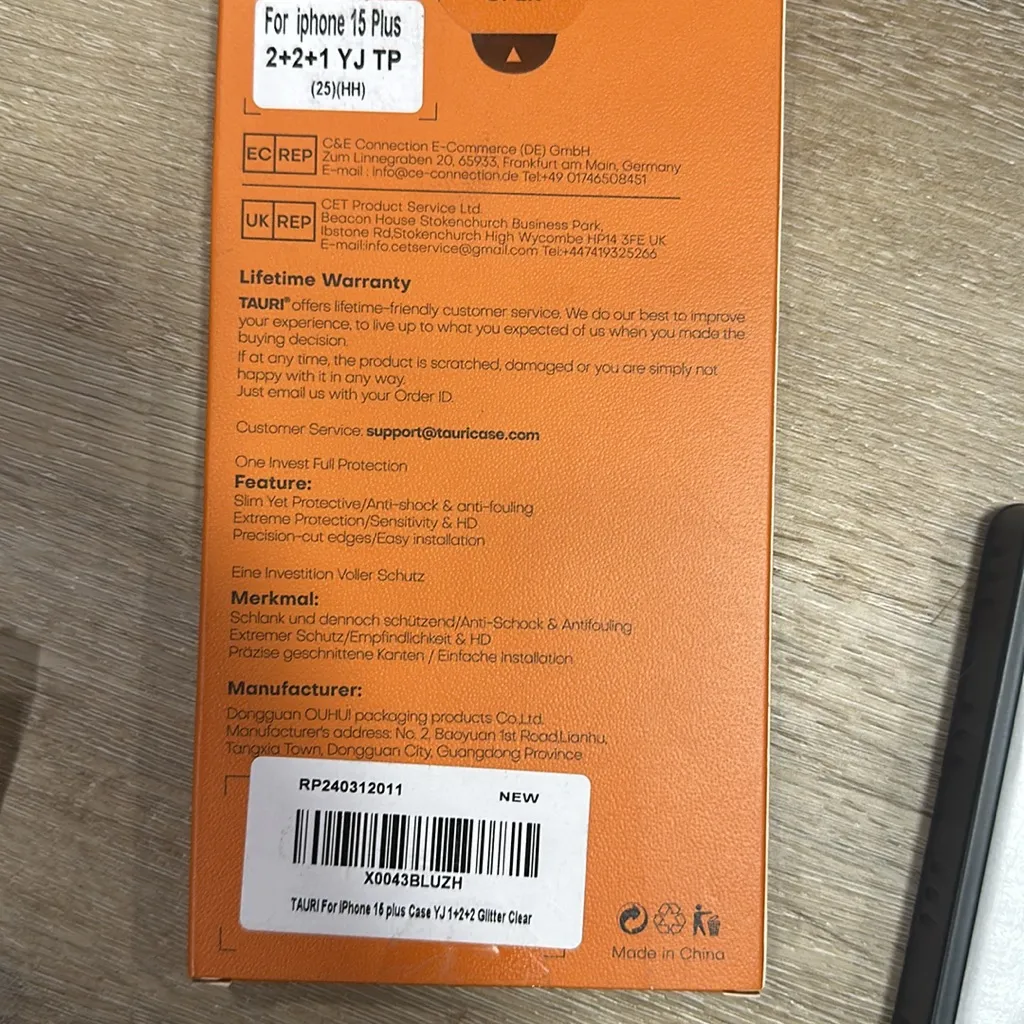 For iphone 15 Plus
2+2+1 YJ TP
(25)(HH)
EC REP
C&E Connection E-Commerce (DE) GmbH
Zum Linnegraben 20, 65933, Frankfurt am Main, Germany
E-mail : info@ce-connection.de Tel:+49 01746508451
UK REP
CET Product Service Ltd.
Beacon House Stokenchurch Business Park,
Ibstone Rd,Stokenchurch High Wycombe HP14 3FE UK
E-mail:info.cetservice@gmail.com Tel:+447419325266
Lifetime Warranty
TAURI® offers lifetime-friendly customer service. We do our best to improve
your experience, to live up to what you expected of us when you made the
buying decision.
If at any time, the product is scratched, damaged or you are simply not
happy with it in any way.
Just email us with your Order ID.
Customer Service: support@tauricase.com
One Invest Full Protection
Feature:
Slim Yet Protective/Anti-shock & anti-fouling
Extreme Protection/Sensitivity & HD
Precision-cut edges/Easy installation
Eine Investition Voller Schutz
Merkmal:
Schlank und dennoch schützend/Anti-Schock & Antifouling
Extremer Schutz/Empfindlichkeit & HD
Präzise geschnittene Kanten / Einfache Installation
Manufacturer:
Dongguan OUHUI packaging products Co.,Ltd.
Manufacturer's address: No. 2, Baoyuan 1st Road,Lianhu,
Tangxia Town, Dongguan City, Guangdong Province
RP240312011
NEW
X0043BLUZH
TAURI For iPhone 15 plus Case YJ 1+2+2 Glitter Clear
Made in China